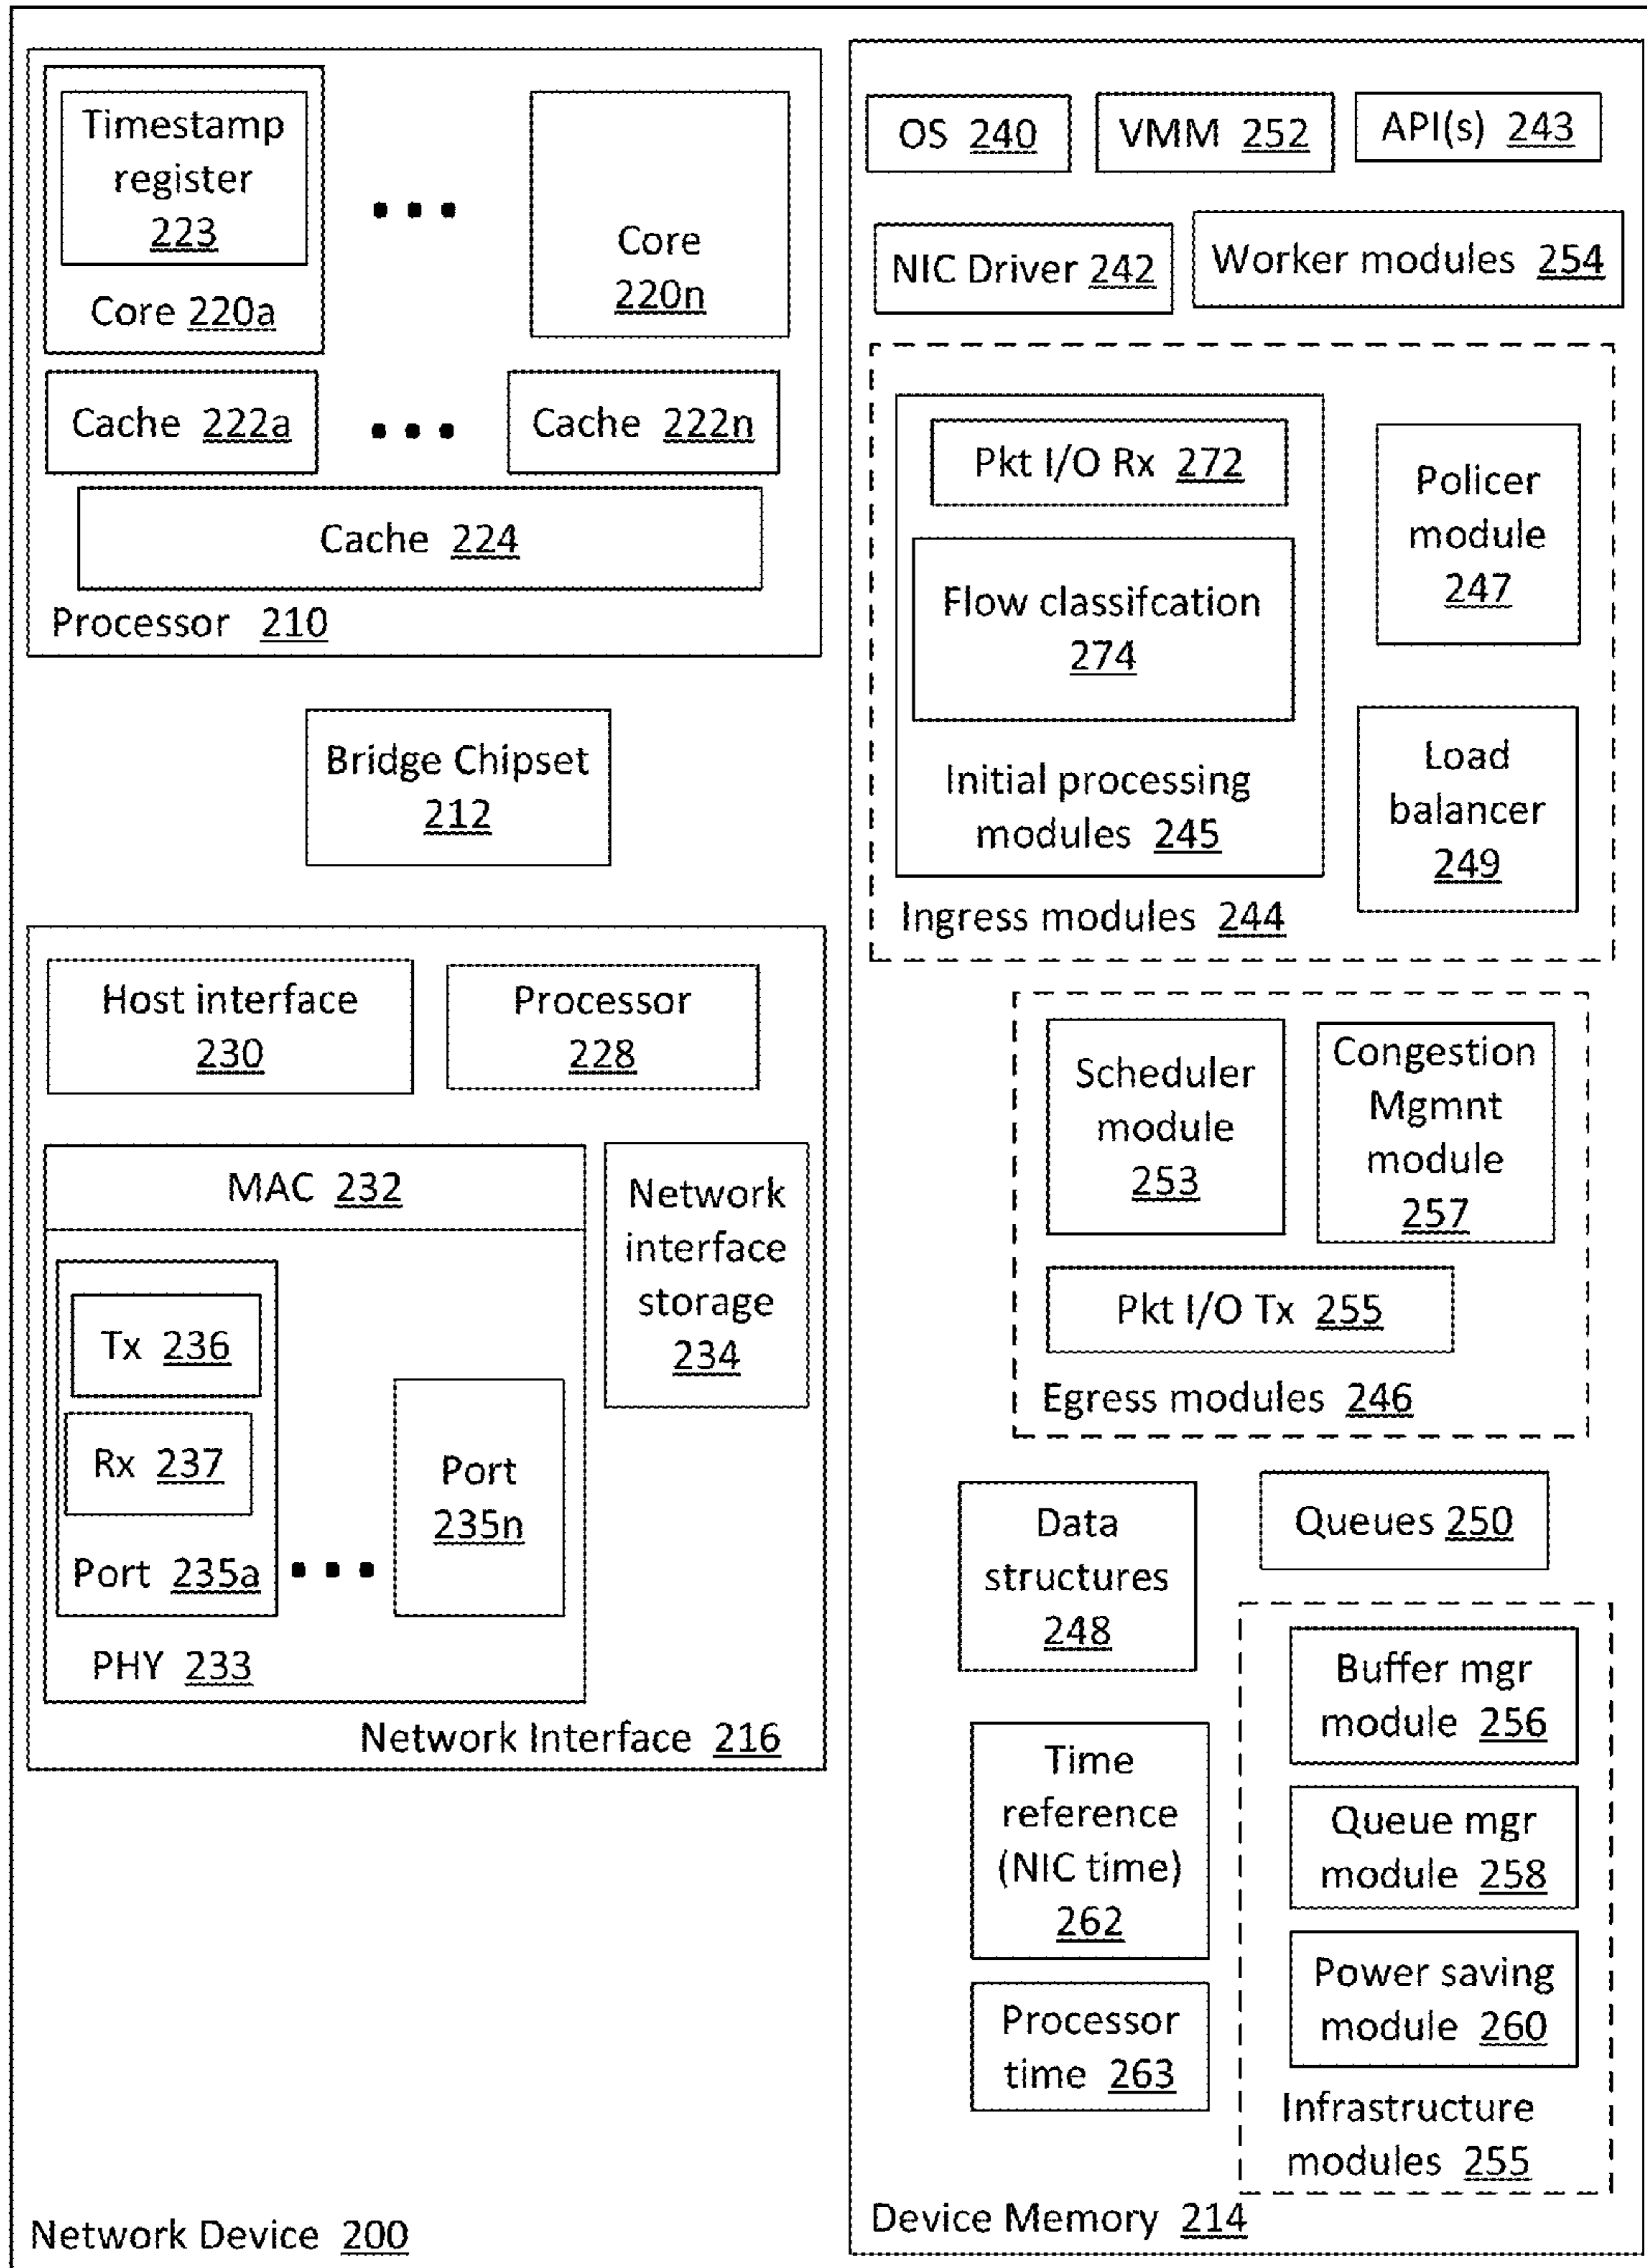 Timestamp
register
223
Core 220a
Core
220n
Cache 222a
Cache 222n
Cache 224
Processor 210
Bridge Chipset
212
Host interface
230
Processor
228
MAC 232
Network
interface
storage
234
Tx 236
Rx 237
Port 235a
Port
235n
PHY 233
Network Interface 216
Network Device 200
OS 240
VMM 252
API(s) 243
NIC Driver 242
Worker modules 254
Pkt I/O Rx 272
Flow classifcation
274
Initial processing
modules 245
Policer
module
247
Load
balancer
249
Ingress modules 244
Scheduler
module
253
Congestion
Mgmnt
module
257
Pkt I/O Tx 255
Egress modules 246
Data
structures
248
Queues 250
Time
reference
(NIC time)
262
Processor
time 263
Buffer mgr
module 256
Queue mgr
module 258
Power saving
module 260
Infrastructure
modules 255
Device Memory 214